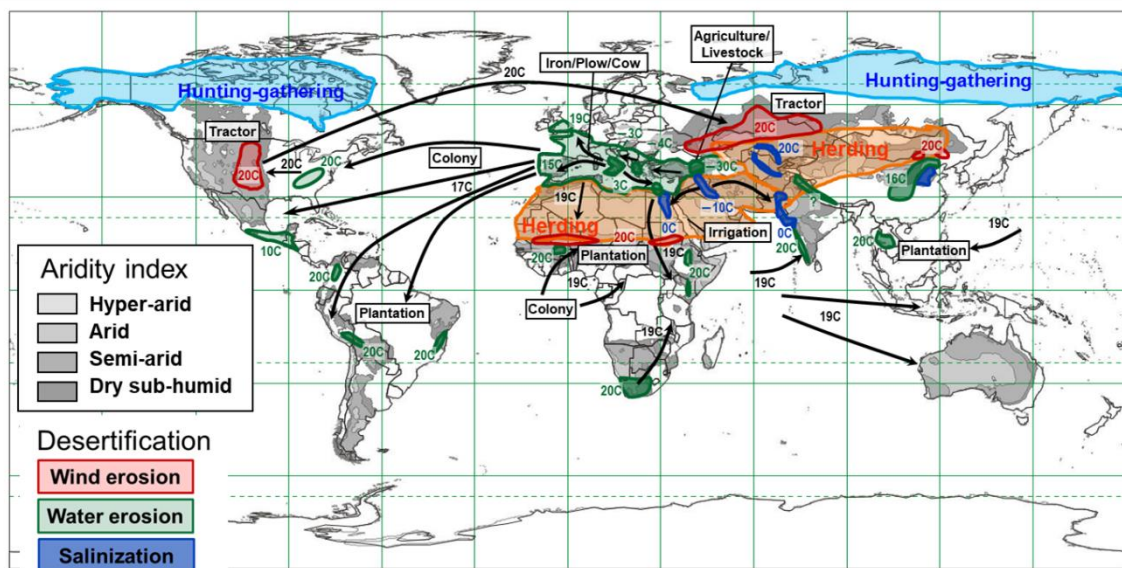 Agriculture/
Livestock
Iron/Plow/Cow
20C
Hunting-gathering
Hunting-gathering
Tractor
Tractor
19C
–3C
–4C
20C
20C
20C
20C
Herding
20C
20C
Colony
15C
–30C
16C
17C
3C
19C
–10C
?
0C
0C
19C
Herding
20C
Irrigation
20C
20C
Plantation
10C
19C
Plantation
20C
20C
20C
19C
19C
Colony
Plantation
19C
19C
20C
20C
20C
Aridity index
Hyper-arid
Arid
Semi-arid
Dry sub-humid
Desertification
Wind erosion
Water erosion
Salinization